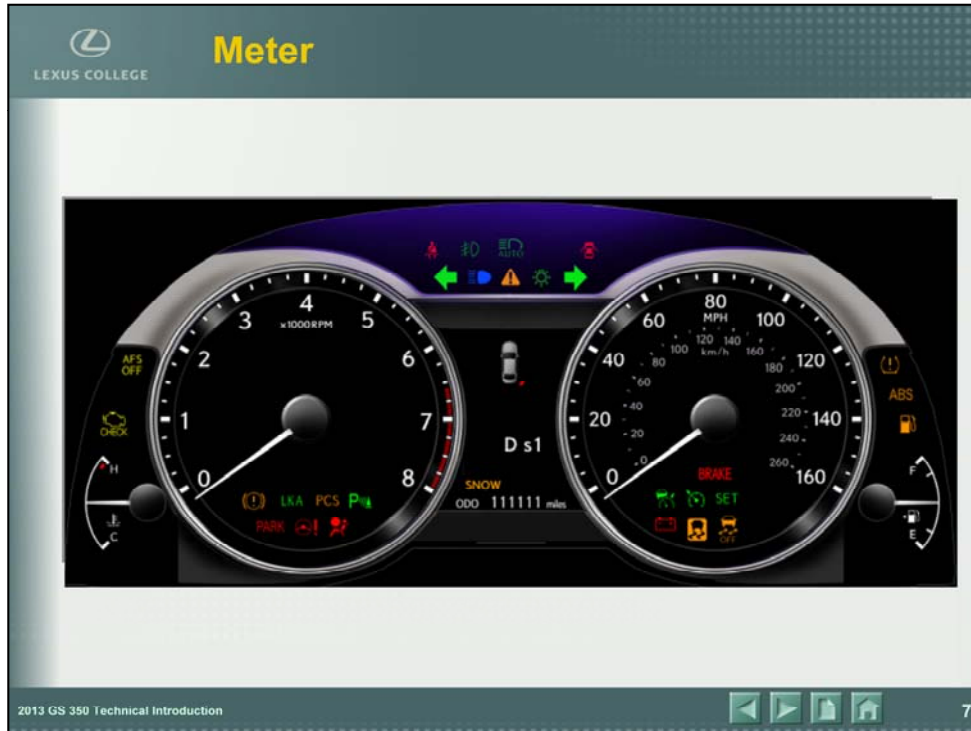 LEXUS COLLEGE
Meter
AUTO
4
3 5
x1000RPM
2 6
1 7
0 8
AFS
OFF
CHECK
H
C
LKA PCS P
PARK
D s1
SNOW
ODO 111111 miles
80
MPH
60 100
40 120
20 140
0 160
120 140
100 km/h 160
80 180
60 200
40 220
20 240
0 260
BRAKE
SET
OFF
ABS
F
E
2013 GS 350 Technical Introduction
7